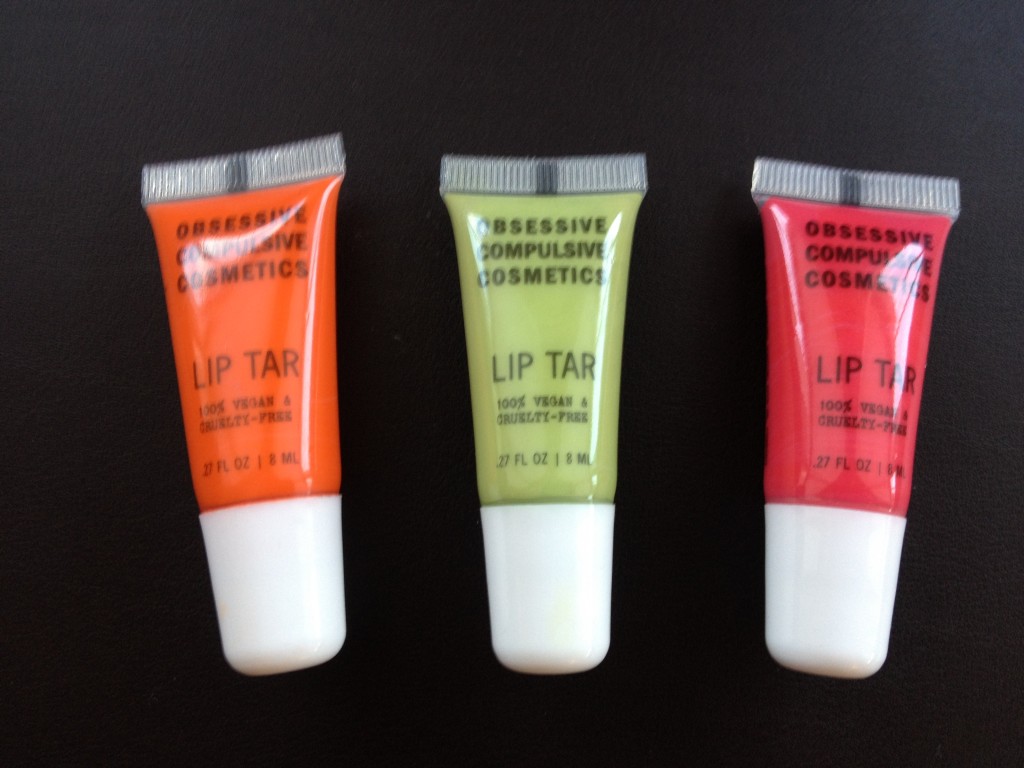 OBSESSIVE
COMPULSIVE
COSMETICS
LIP TAR
100% VEGAN &
CRUELTY-FREE
.27 FL OZ | 8 ML
OBSESSIVE
COMPULSIVE
COSMETICS
LIP TAR
100% VEGAN &
CRUELTY-FREE
.27 FL OZ | 8 ML
OBSESSIVE
COMPULSIVE
COSMETICS
LIP TAR
100% VEGAN &
CRUELTY-FREE
.27 FL OZ | 8 ML